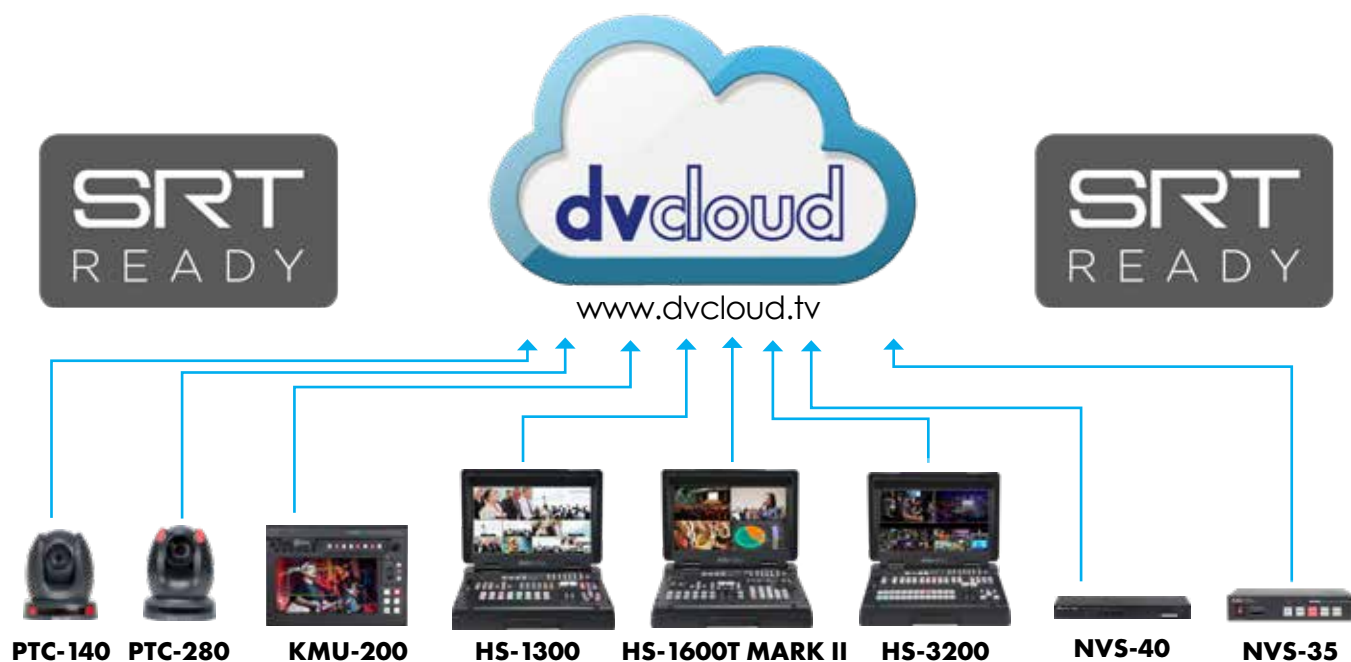 SRT
READY
dvcloud
SRT
READY
www.dvcloud.tv
PTC-140
PTC-280
KMU-200
HS-1300
HS-1600T MARK II
HS-3200
NVS-40
NVS-35